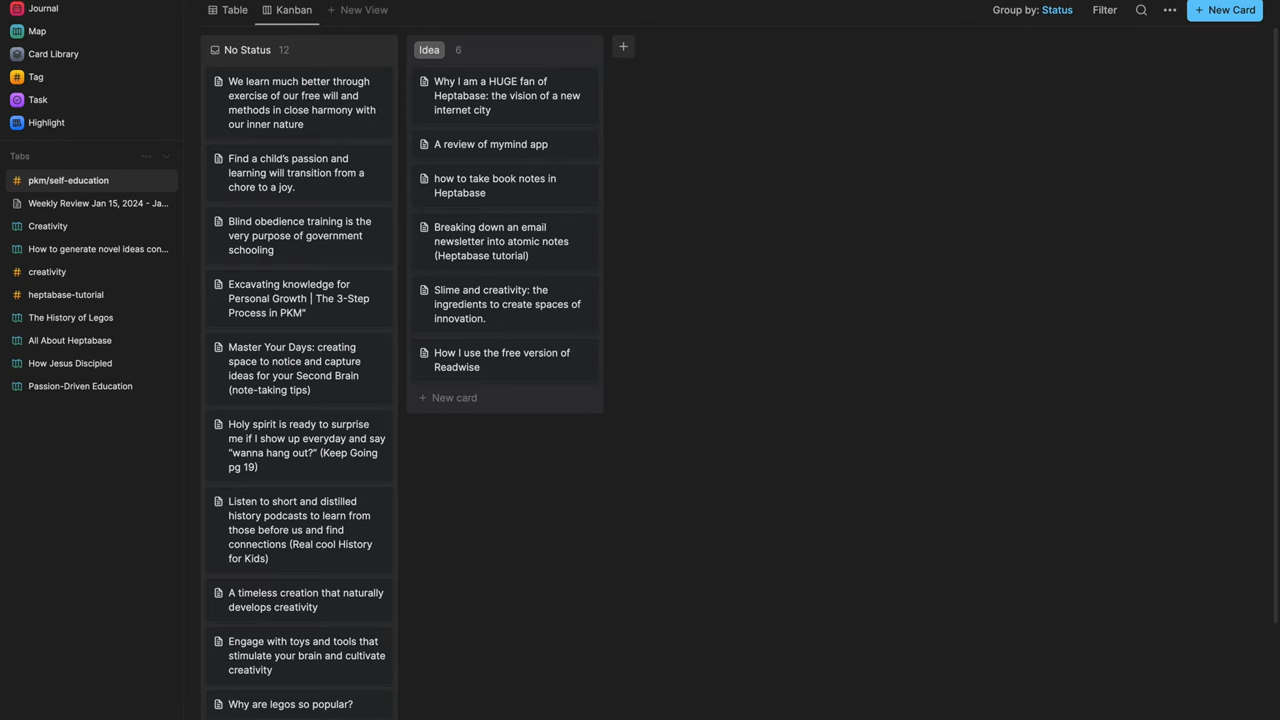 Journal
Map
Card Library
Tag
Task
Highlight
Tabs
pkm/self-education
Weekly Review Jan 15, 2024 - Ja...
Creativity
How to generate novel ideas con...
creativity
heptabase-tutorial
The History of Legos
All About Heptabase
How Jesus Discipled
Passion-Driven Education
Table
Kanban
+ New View
Group by: Status
Filter
+ New Card
No Status 12
We learn much better through
exercise of our free will and
methods in close harmony with
our inner nature
Find a child's passion and
learning will transition from a
chore to a joy.
Blind obedience training is the
very purpose of government
schooling
Excavating knowledge for
Personal Growth | The 3-Step
Process in PKM"
Master Your Days: creating
space to notice and capture
ideas for your Second Brain
(note-taking tips)
Holy spirit is ready to surprise
me if I show up everyday and say
“wanna hang out?” (Keep Going
pg 19)
Listen to short and distilled
history podcasts to learn from
those before us and find
connections (Real cool History
for Kids)
A timeless creation that naturally
develops creativity
Engage with toys and tools that
stimulate your brain and cultivate
creativity
Why are legos so popular?
Idea 6
Why I am a HUGE fan of
Heptabase: the vision of a new
internet city
A review of mymind app
how to take book notes in
Heptabase
Breaking down an email
newsletter into atomic notes
(Heptabase tutorial)
Slime and creativity: the
ingredients to create spaces of
innovation.
How I use the free version of
Readwise
+ New card